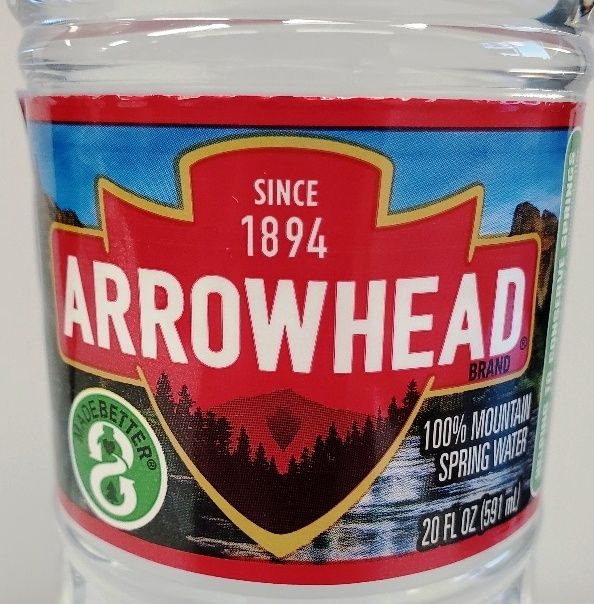 SINCE
1894
ARROWHEAD®
BRAND
MADEBETTER®
100% MOUNTAIN
SPRING WATER
20 FL OZ (591 mL)